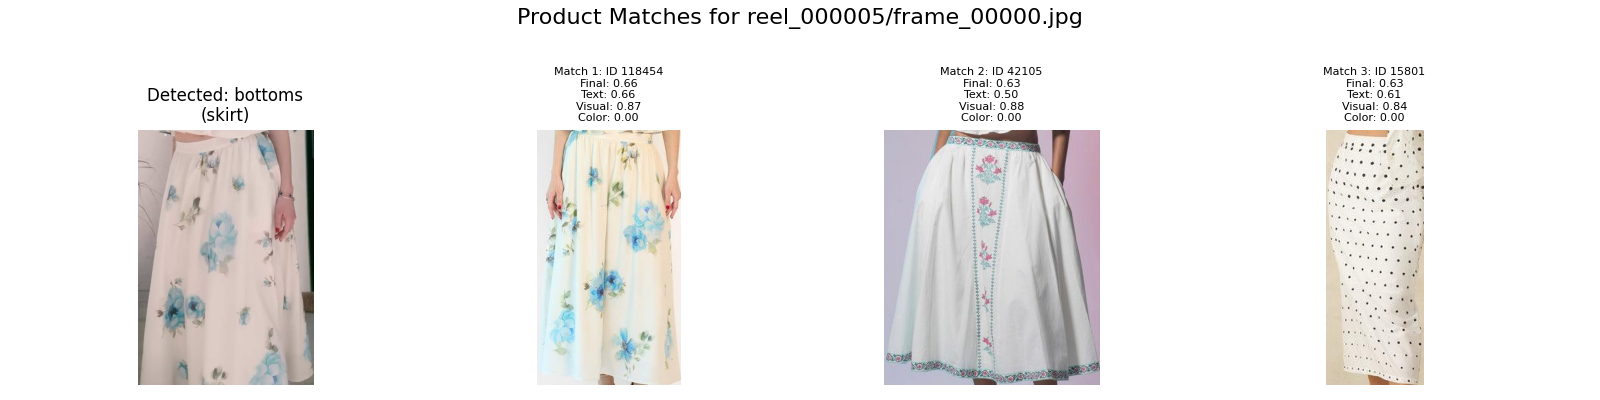 Product Matches for reel_000005/frame_00000.jpg
Detected: bottoms
(skirt)
Match 1: ID 118454
Final: 0.66
Text: 0.66
Visual: 0.87
Color: 0.00
Match 2: ID 42105
Final: 0.63
Text: 0.50
Visual: 0.88
Color: 0.00
Match 3: ID 15801
Final: 0.63
Text: 0.61
Visual: 0.84
Color: 0.00